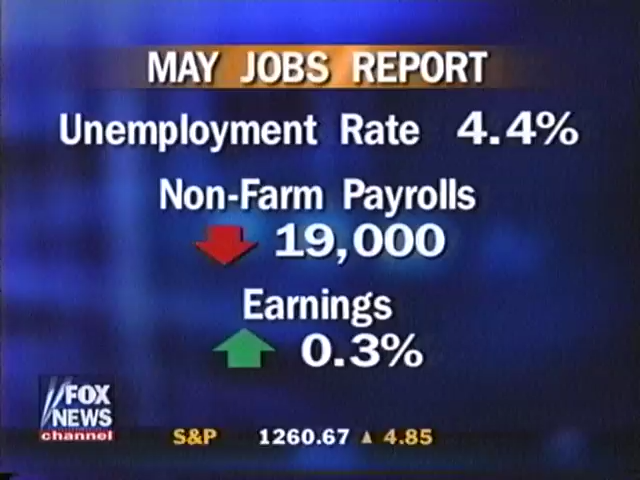 MAY JOBS REPORT
Unemployment Rate 4.4%
Non-Farm Payrolls
19,000
Earnings
0.3%
FOX
NEWS
channel
S&P 1260.67 ▲ 4.85